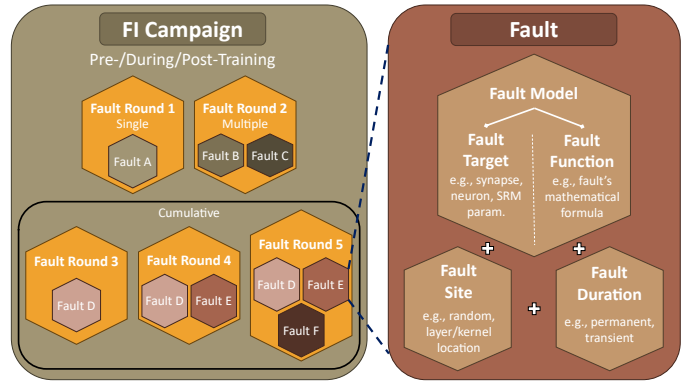 FI Campaign
Pre-/During/Post-Training
Fault Round 1
Single
Fault A
Fault Round 2
Multiple
Fault B
Fault C
Cumulative
Fault Round 3
Fault D
Fault Round 4
Fault D
Fault E
Fault Round 5
Fault D
Fault E
Fault F
Fault
Fault Model
Fault
Target
e.g., synapse,
neuron, SRM
param.
Fault
Function
e.g., fault's
mathematical
formula
+
+
Fault
Site
e.g., random,
layer/kernel
location
+
Fault
Duration
e.g., permanent,
transient